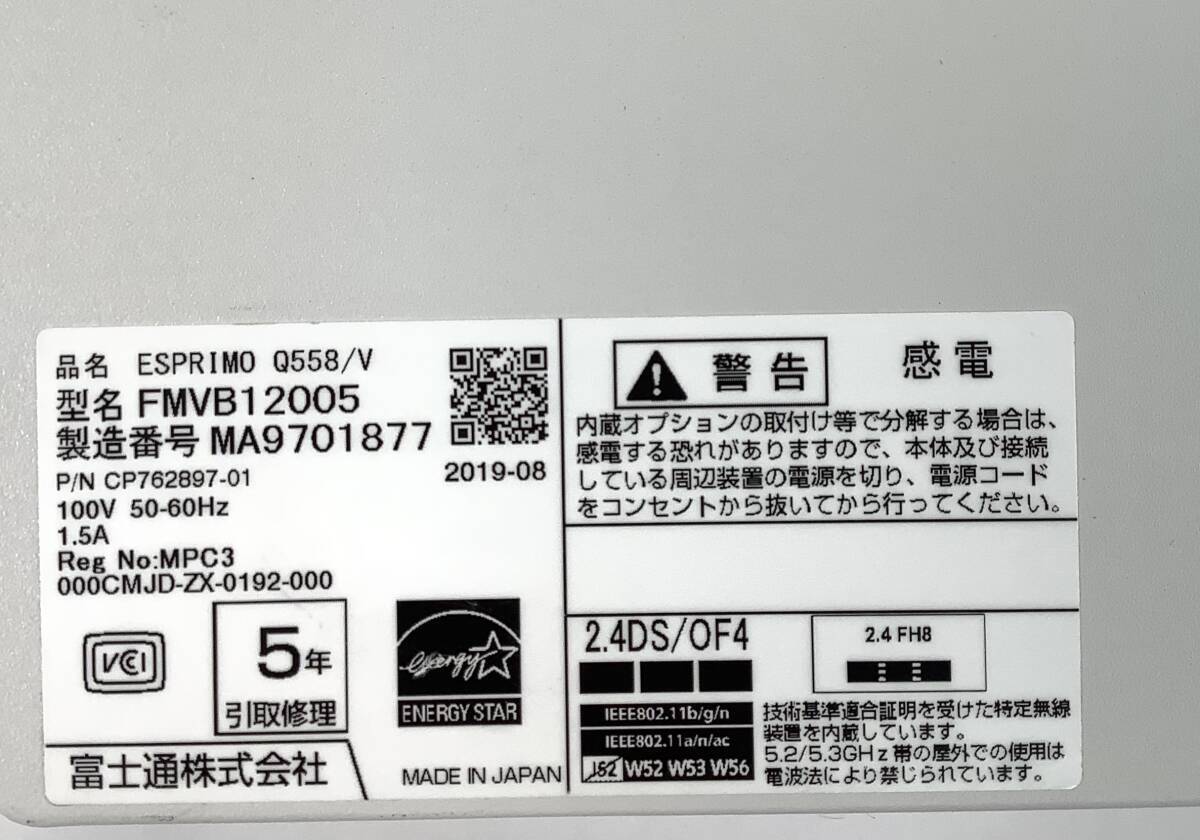 品名 ESPRIMO Q558/V
型名 FMVB12005
製造番号 MA9701877
P/N CP762897-01
2019-08
100V 50-60Hz
1.5A
Reg No:MPC3
000CMJD-ZX-0192-000
VCCI
5年
引取修理
energy
ENERGY STAR
富士通株式会社
MADE IN JAPAN
警告 感電
内蔵オプションの取付け等で分解する場合は、
感電する恐れがありますので、本体及び接続
している周辺装置の電源を切り、電源コード
をコンセントから抜いてから行ってください。
2.4DS/OF4
2.4 FH8
IEEE802.11b/g/n
IEEE802.11a/n/ac
J52 W52 W53 W56
技術基準適合証明を受けた特定無線
装置を内蔵しています。
5.2/5.3GHz帯の屋外での使用は
電波法により禁じられています。